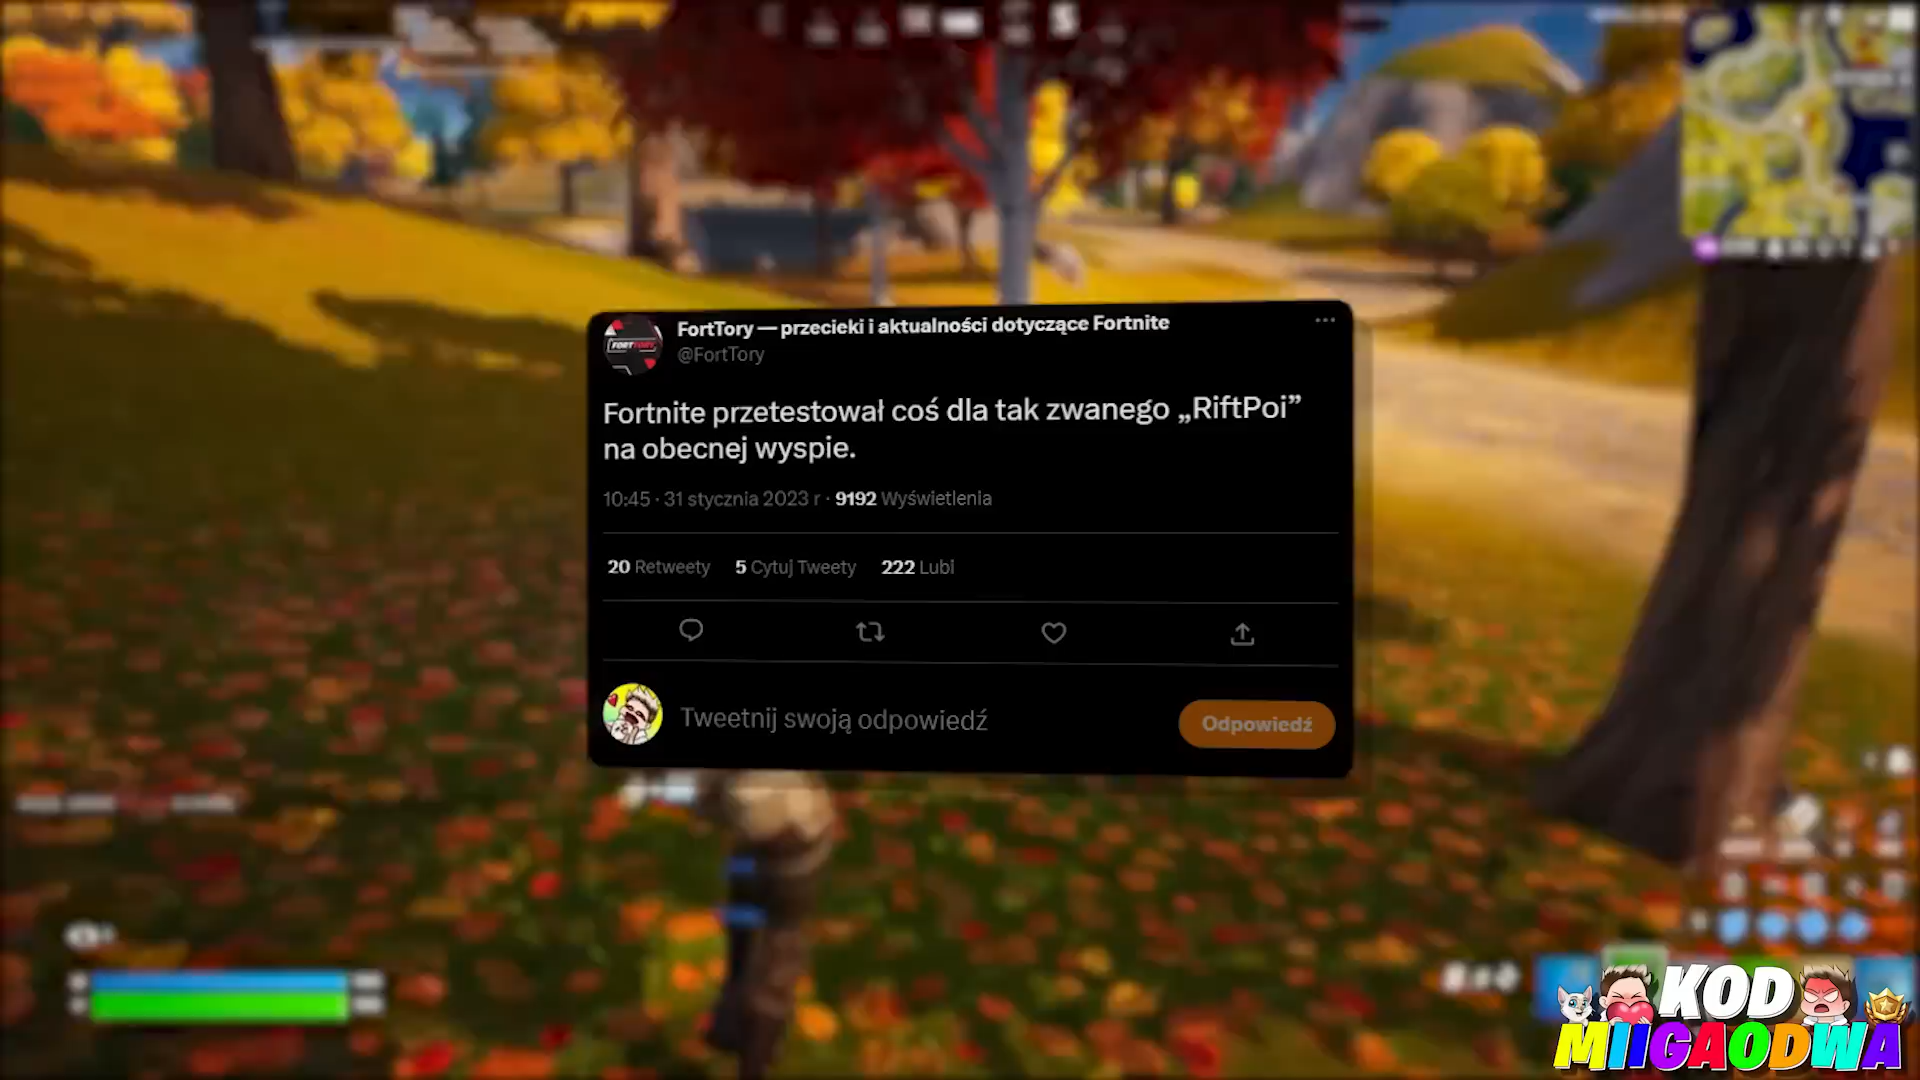 FortTory — przecieki i aktualności dotyczące Fortnite
@FortTory
FORTTORY
Fortnite przetestował coś dla tak zwanego „RiftPoi”
na obecnej wyspie.
10:45 · 31 stycznia 2023 r · 9192 Wyświetlenia
20 Retweety 5 Cytuj Tweety 222 Lubi
Tweetnij swoją odpowiedź
Odpowiedź
KOD
MIIGAODWA